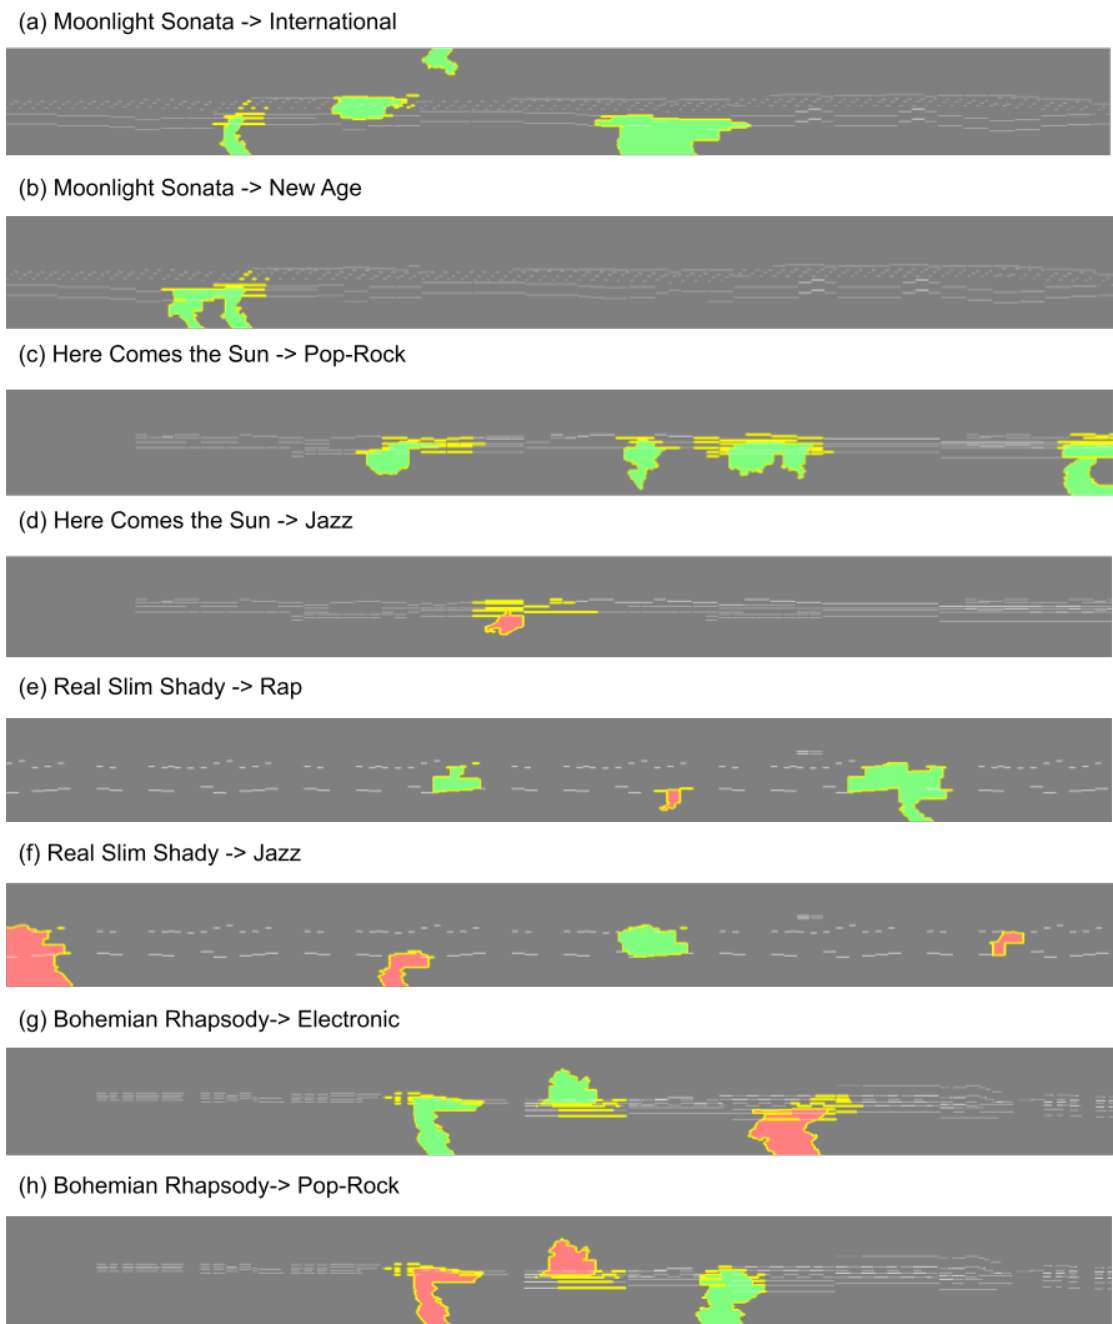 (a) Moonlight Sonata -> International
(b) Moonlight Sonata -> New Age
(c) Here Comes the Sun -> Pop-Rock
(d) Here Comes the Sun -> Jazz
(e) Real Slim Shady -> Rap
(f) Real Slim Shady -> Jazz
(g) Bohemian Rhapsody-> Electronic
(h) Bohemian Rhapsody-> Pop-Rock